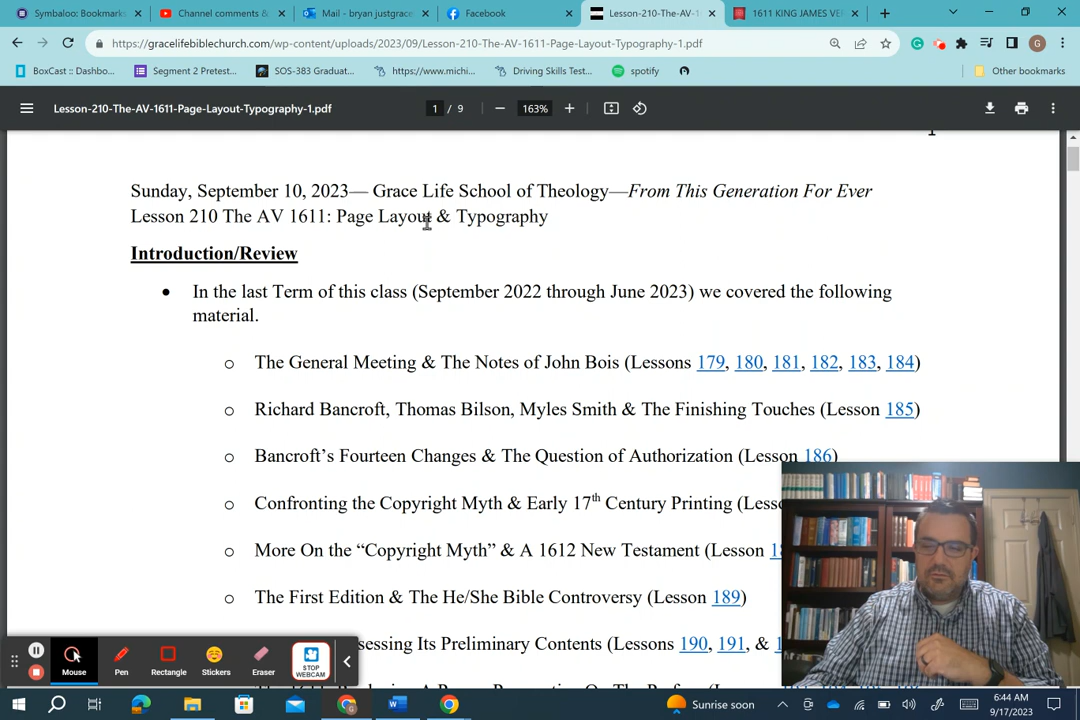 Symbaloo: Bookmarks
Channel comments &
Mail - bryan justgrace
Facebook
Lesson-210-The-AV-1
1611 KING JAMES VE
https://gracelifebiblechurch.com/wp-content/uploads/2023/09/Lesson-210-The-AV-1611-Page-Layout-Typography-1.pdf
G
BoxCast :: Dashbo...
Segment 2 Pretest...
SOS-383 Graduat...
https://www.michi...
Driving Skills Test...
spotify
Other bookmarks
Lesson-210-The-AV-1611-Page-Layout-Typography-1.pdf
1 / 9
163%
Sunday, September 10, 2023— Grace Life School of Theology—From This Generation For Ever
Lesson 210 The AV 1611: Page Layout & Typography
Introduction/Review
• In the last Term of this class (September 2022 through June 2023) we covered the following
material.
o The General Meeting & The Notes of John Bois (Lessons 179, 180, 181, 182, 183, 184)
o Richard Bancroft, Thomas Bilson, Myles Smith & The Finishing Touches (Lesson 185)
o Bancroft's Fourteen Changes & The Question of Authorization (Lesson 186)
o Confronting the Copyright Myth & Early 17th Century Printing (Less
o More On the “Copyright Myth” & A 1612 New Testament (Lesson
o The First Edition & The He/She Bible Controversy (Lesson 189)
sessing Its Preliminary Contents (Lessons 190, 191, &
Mouse
Pen
Rectangle
Stickers
Eraser
STOP
WEBCAM
Sunrise soon
6:44 AM
9/17/2023